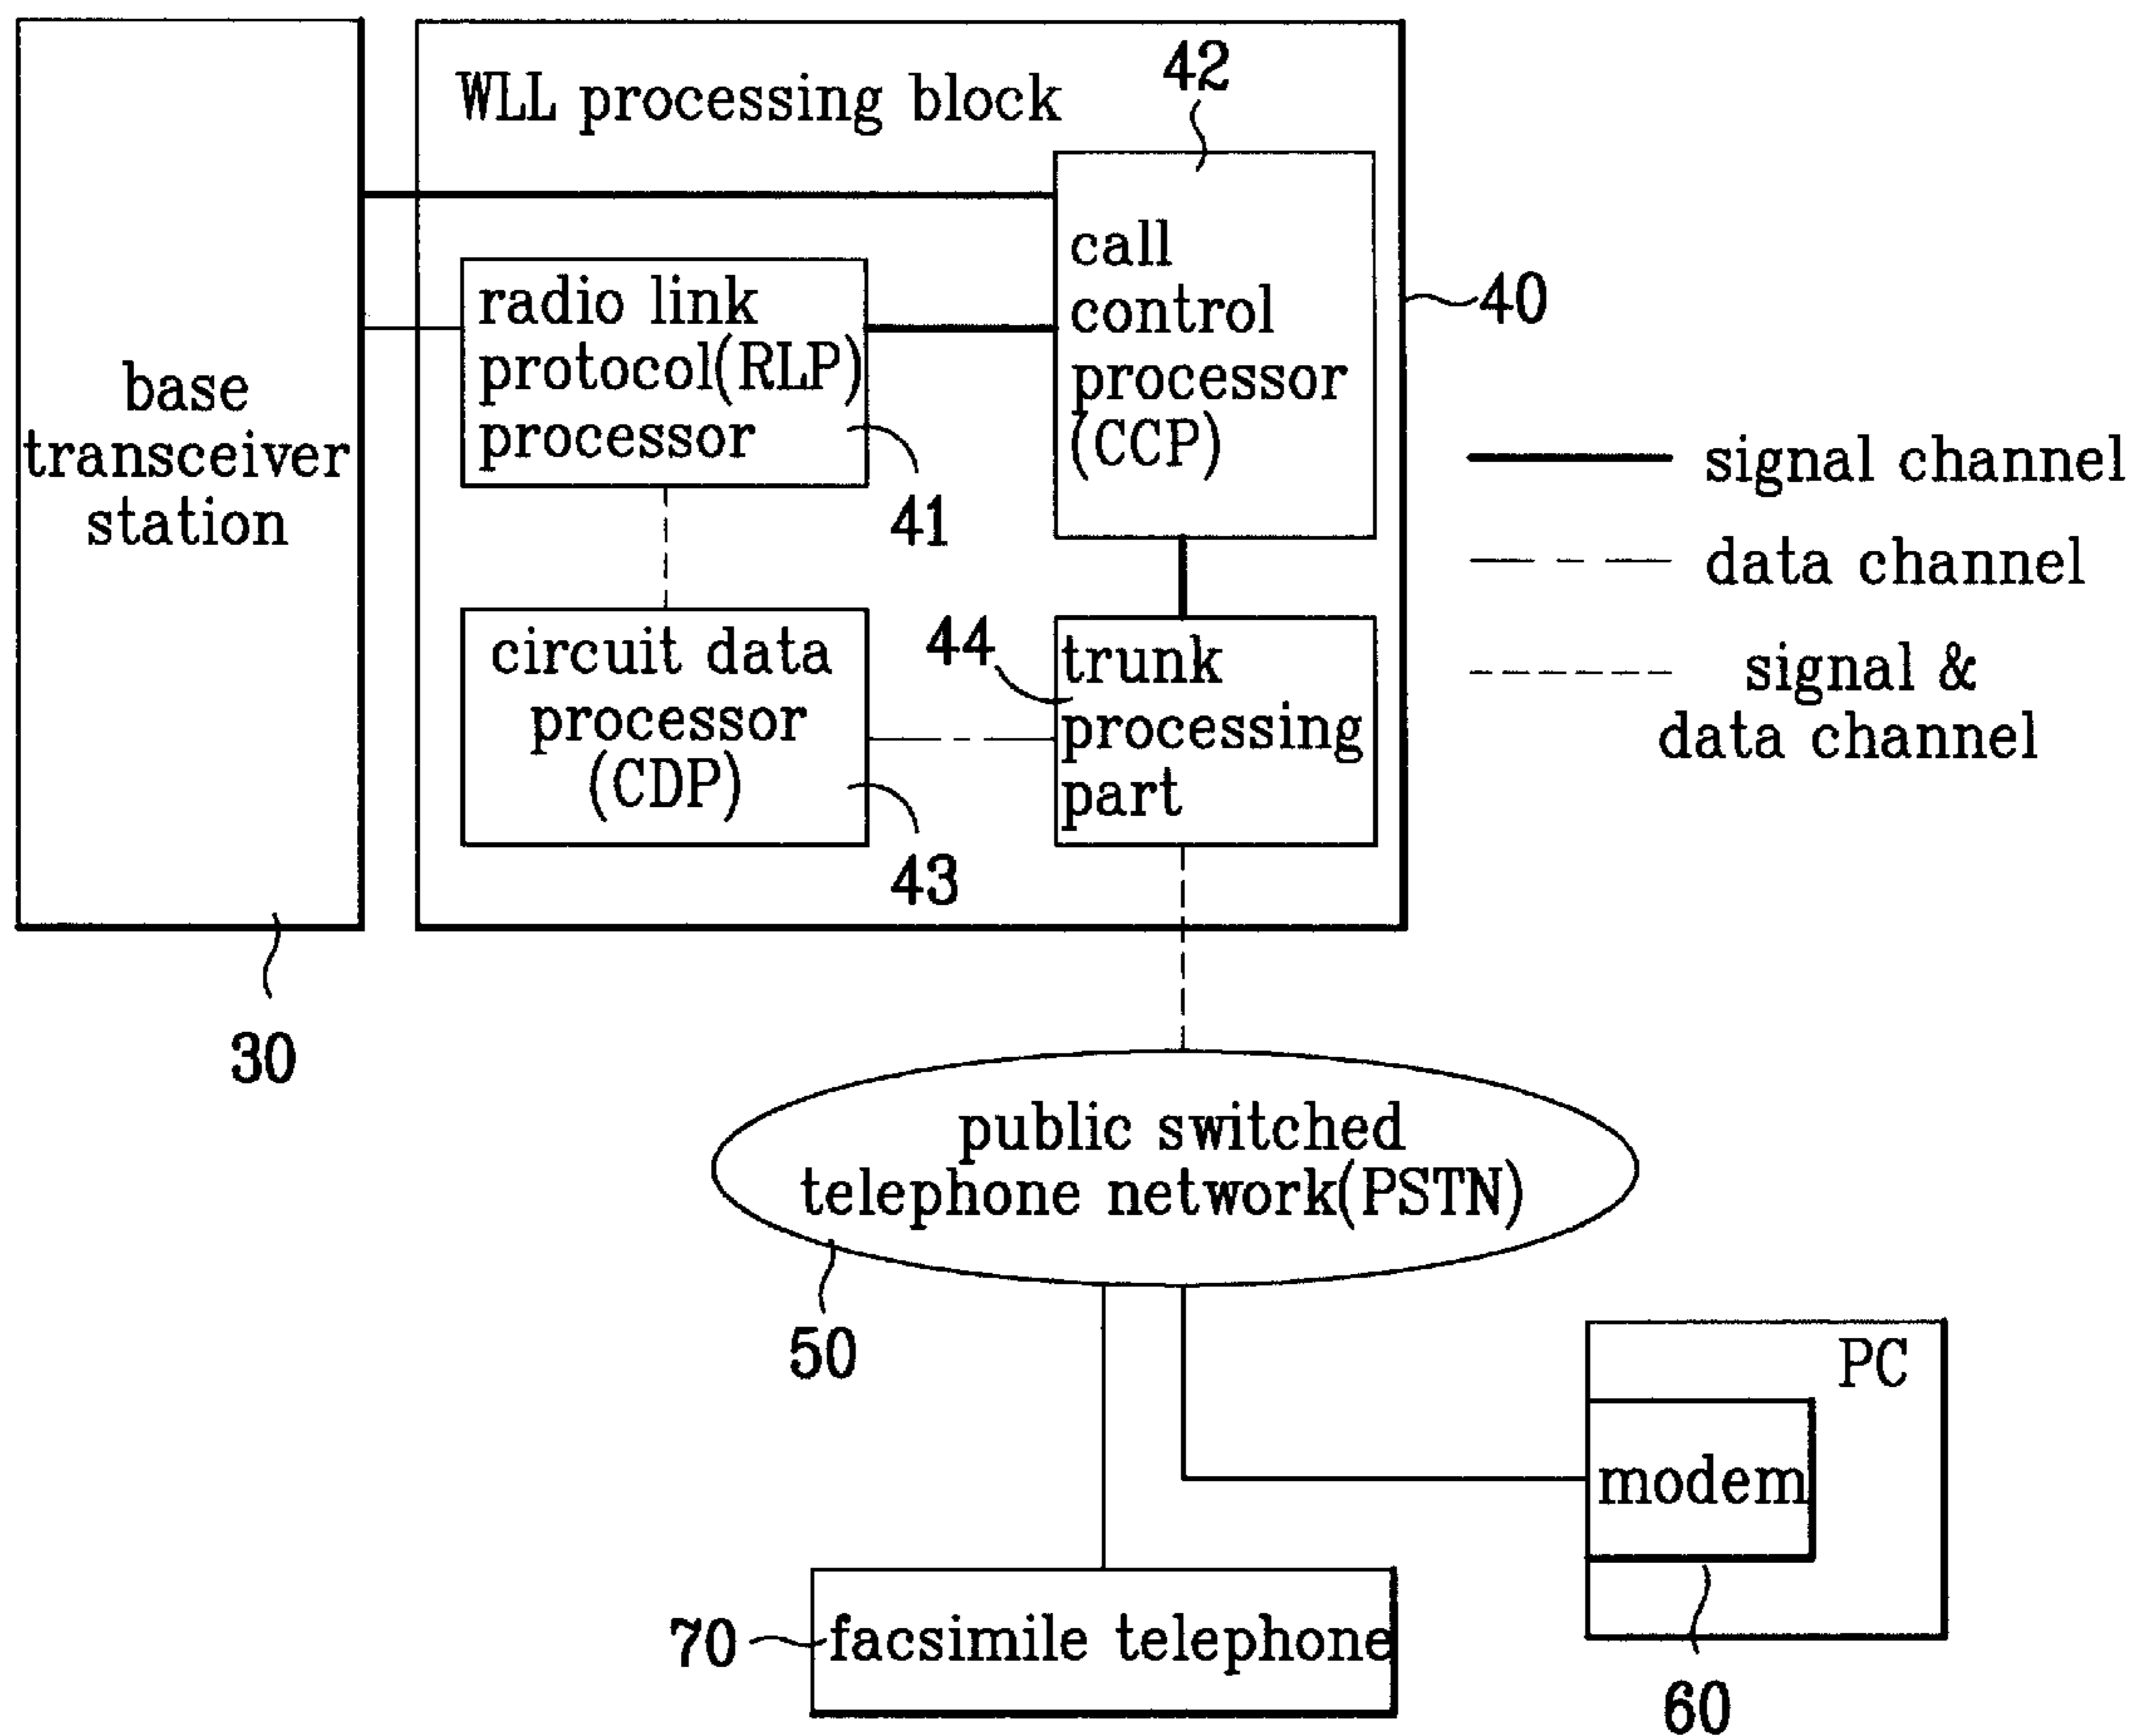 WLL processing block
42
base
transceiver
station
radio link
protocol(RLP)
processor
41
call
control
processor
(CCP)
40
signal channel
data channel
signal &
data channel
circuit data
processor
(CDP)
43
44
trunk
processing
part
30
public switched
telephone network(PSTN)
50
PC
modem
60
70
facsimile telephone